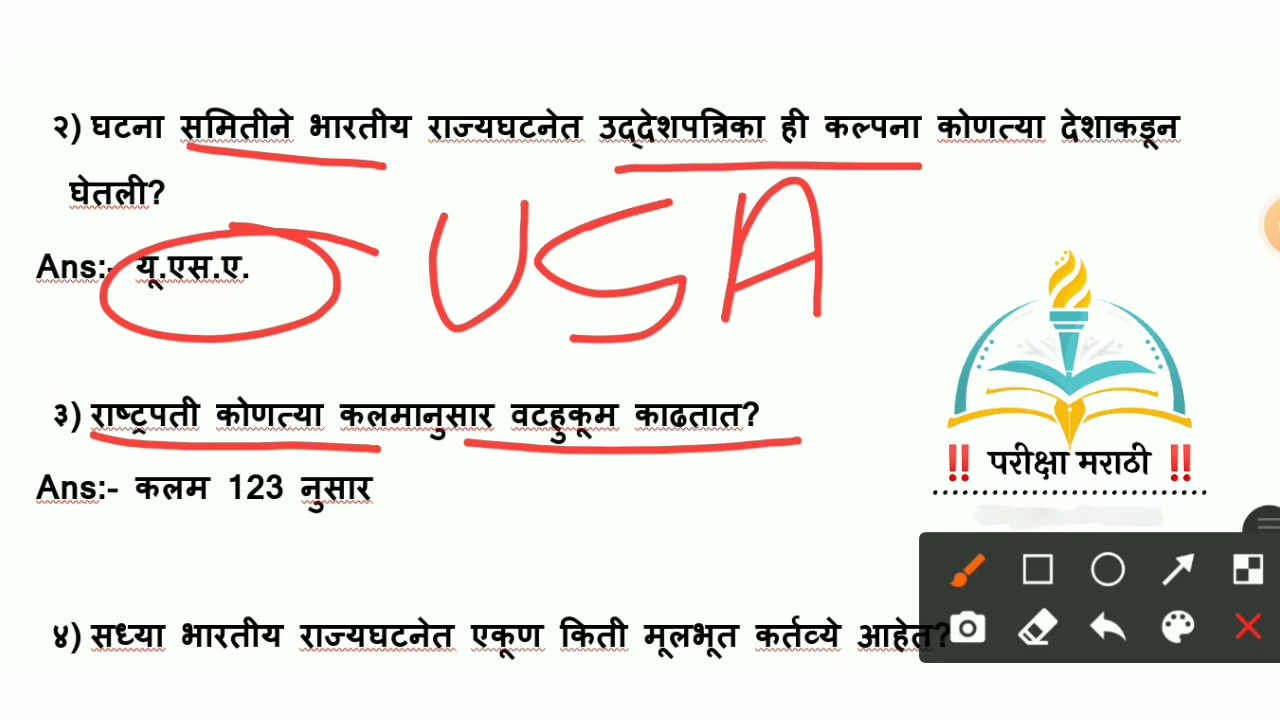 २) घटना समितीने भारतीय राज्यघटनेत उद्देशपत्रिका ही कल्पना कोणत्या देशाकडून
घेतली?
Ans:- यू.एस.ए.
USA
३) राष्ट्रपती कोणत्या कलमानुसार वटहुकूम काढतात?
Ans:- कलम 123 नुसार
‼ परीक्षा मराठी ‼
४) सध्या भारतीय राज्यघटनेत एकूण किती मूलभूत कर्तव्ये आहेत?